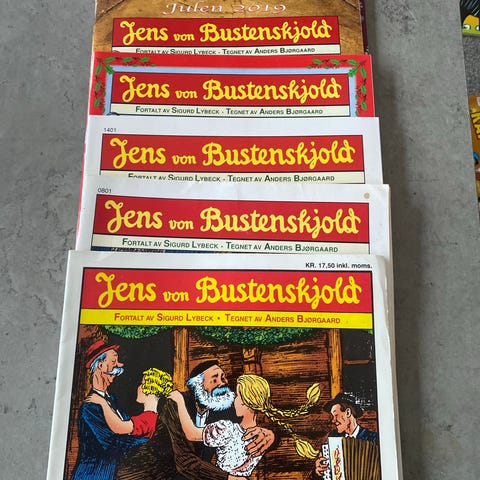 Julen 2019
Jens von Bustenskjold
Fortalt av Sigurd Lybeck - Tegnet av Anders Bjørgaard
Jens von Bustenskjold
Fortalt av Sigurd Lybeck - Tegnet av Anders Bjørgaard
1401
Jens von Bustenskjold
Fortalt av Sigurd Lybeck - Tegnet av Anders Bjørgaard
0801
Jens von Bustenskjold
Fortalt av Sigurd Lybeck - Tegnet av Anders Bjørgaard
KR. 17,50 inkl. moms.
Jens von Bustenskjold
Fortalt av Sigurd Lybeck • Tegnet av Anders Bjørgaard